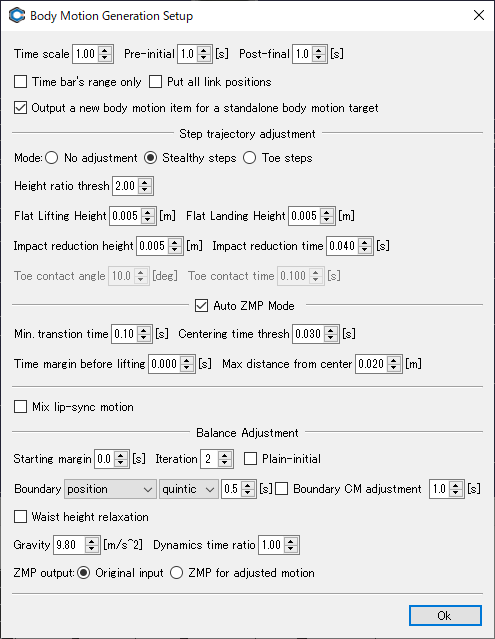 Body Motion Generation Setup
Time scale 1.00 Pre-initial 1.0 [s] Post-final 1.0 [s]
Time bar's range only Put all link positions
Output a new body motion item for a standalone body motion target
Step trajectory adjustment
Mode: No adjustment Stealthy steps Toe steps
Height ratio thresh 2.00
Flat Lifting Height 0.005 [m] Flat Landing Height 0.005 [m]
Impact reduction height 0.005 [m] Impact reduction time 0.040 [s]
Toe contact angle 10.0 [deg] Toe contact time 0.100 [s]
Auto ZMP Mode
Min. transtion time 0.10 [s] Centering time thresh 0.030 [s]
Time margin before lifting 0.000 [s] Max distance from center 0.020 [m]
Mix lip-sync motion
Balance Adjustment
Starting margin 0.0 [s] Iteration 2 Plain-initial
Boundary position quintic 0.5 [s] Boundary CM adjustment 1.0 [s]
Waist height relaxation
Gravity 9.80 [m/s^2] Dynamics time ratio 1.00
ZMP output: Original input ZMP for adjusted motion
Ok